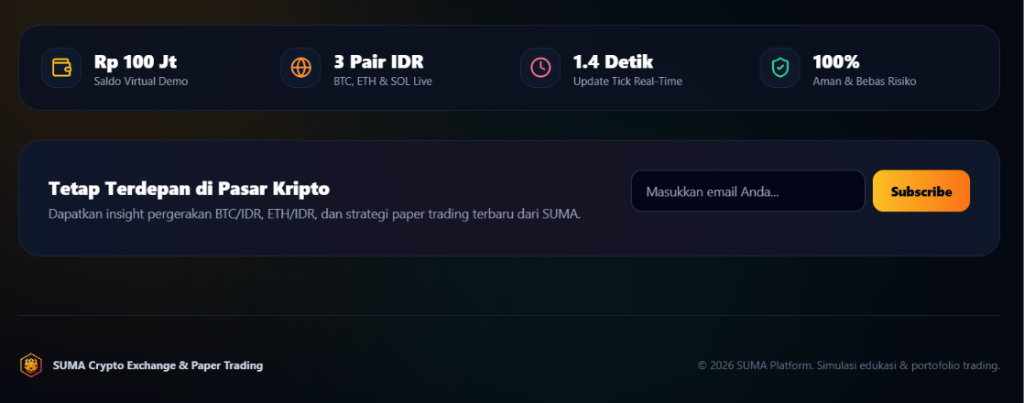 Rp 100 Jt
Saldo Virtual Demo
3 Pair IDR
BTC, ETH & SOL Live
1.4 Detik
Update Tick Real-Time
100%
Aman & Bebas Risiko
Tetap Terdepan di Pasar Kripto
Dapatkan insight pergerakan BTC/IDR, ETH/IDR, dan strategi paper trading terbaru dari SUMA.
Masukkan email Anda...
Subscribe
SUMA Crypto Exchange & Paper Trading
© 2026 SUMA Platform. Simulasi edukasi & portofolio trading.